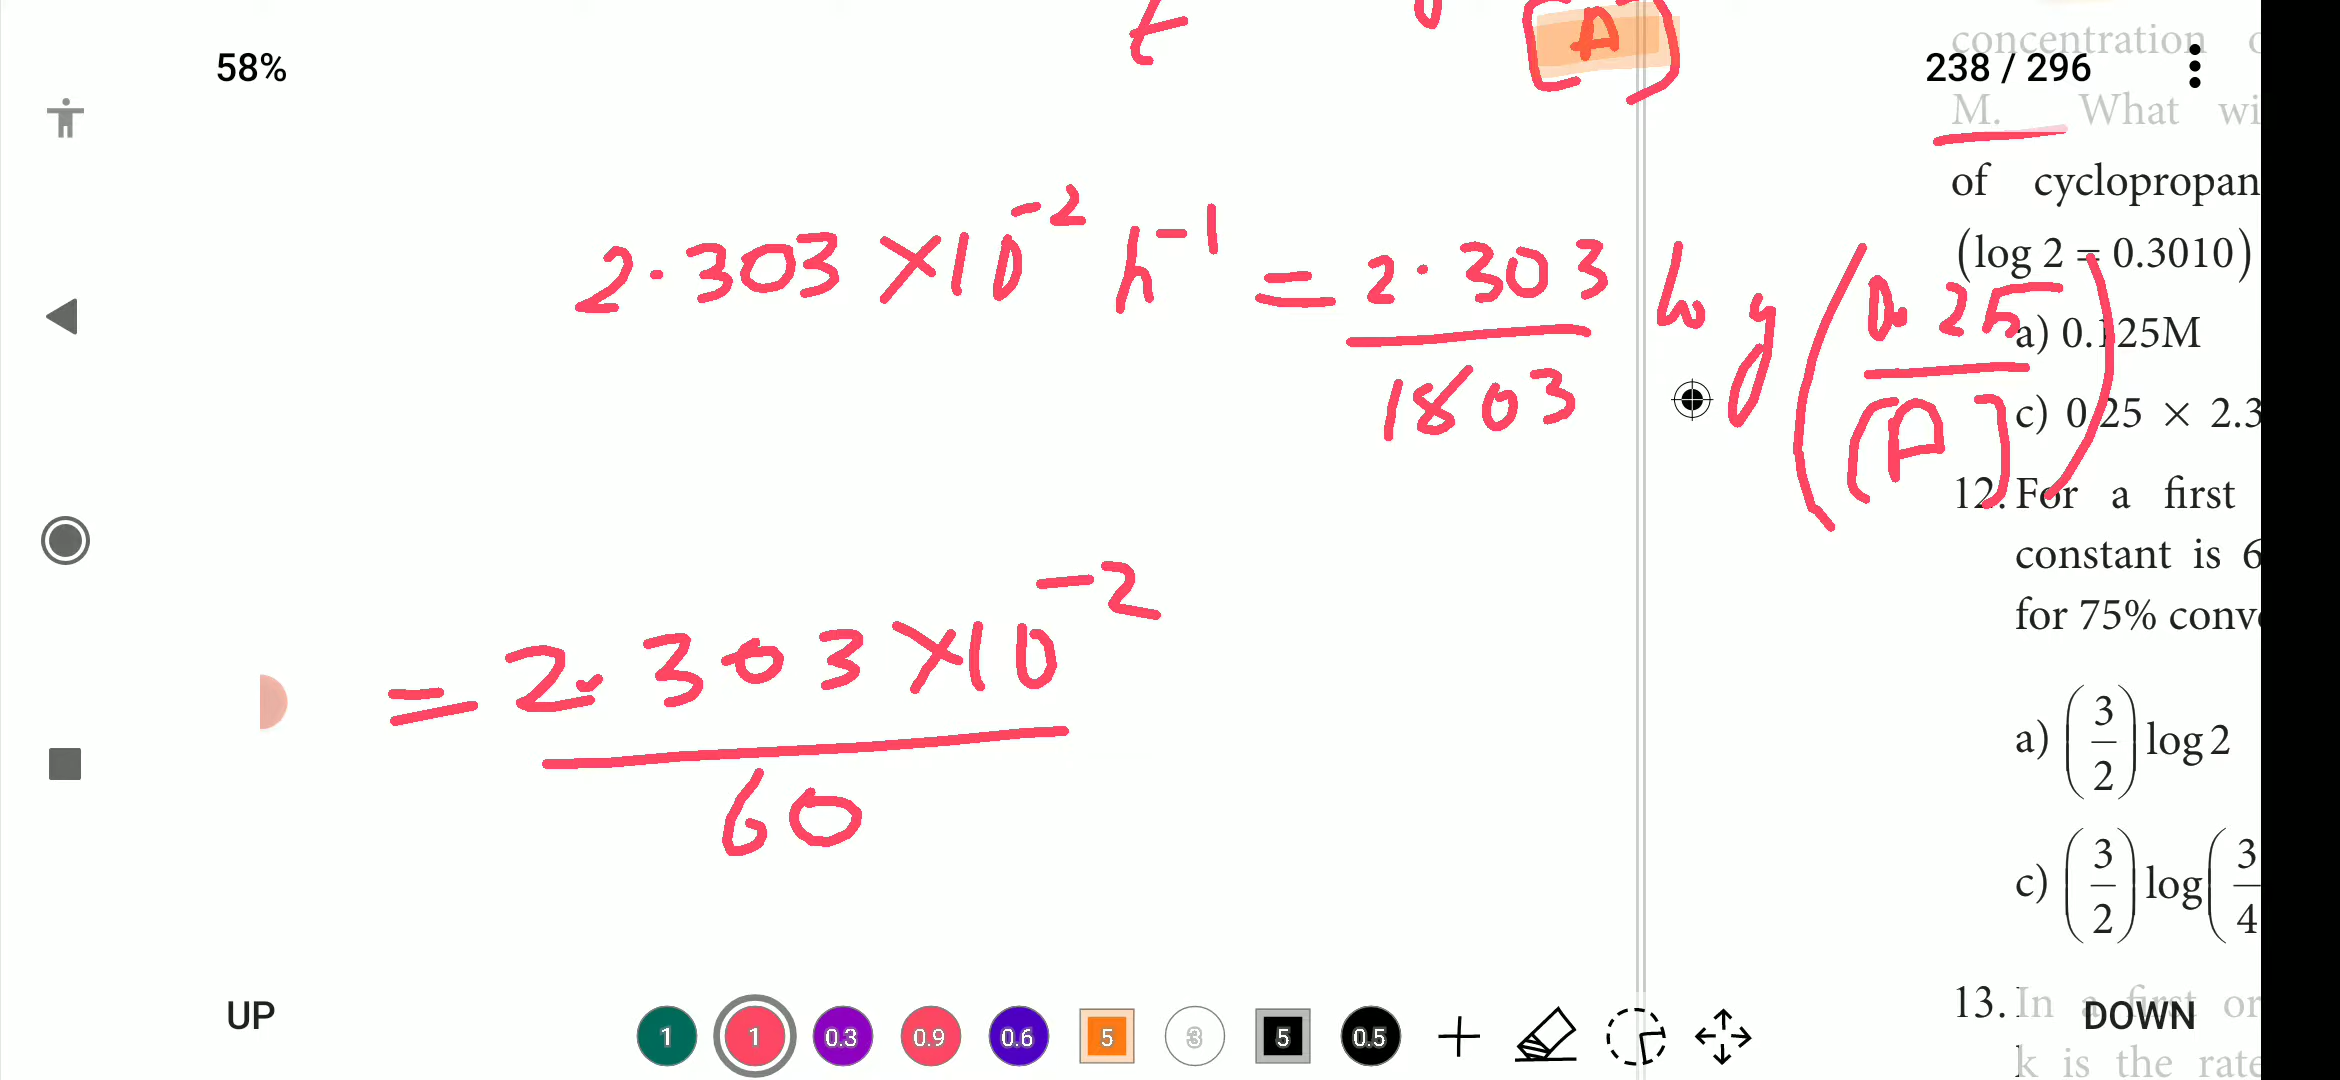 58%
238 / 296
t
[A]
concentration
M. What wi
of cyclopropan
(log 2 = 0.3010)
2.303 × 10⁻² h⁻¹ = 2.303 / 1803 log (0.25 / [A])
a) 0.125M
c) 0.25 × 2.3
12. For a first
constant is 6
for 75% conve
= 2.303 × 10⁻² / 60
a) (3/2) log 2
c) (3/2) log (3/4
13. In a first or
k is the rate
UP
DOWN
1 1 0.3 0.9 0.6 5 3 5 0.5